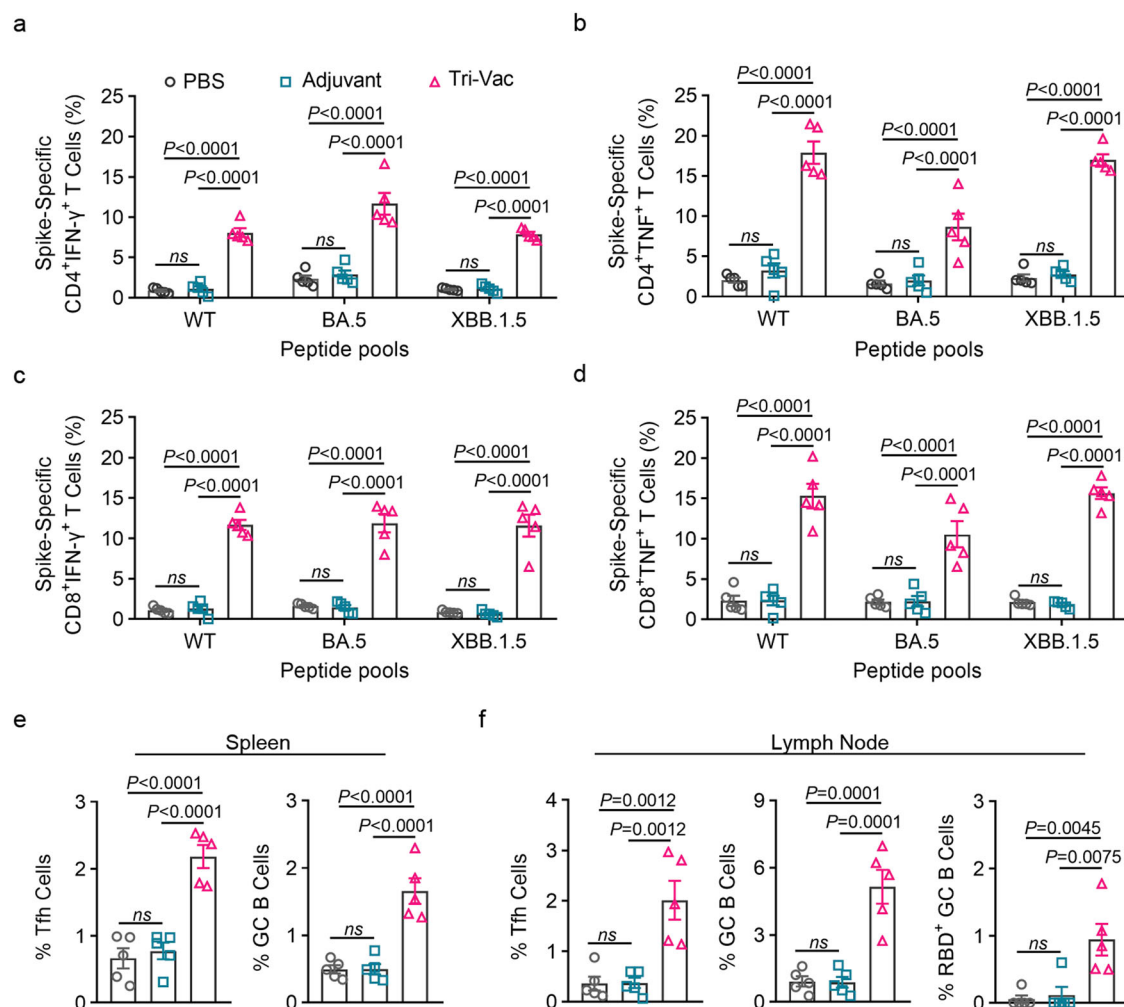 a
PBS
Adjuvant
Tri-Vac
Spike-Specific
CD4+IFN-γ+ T Cells (%)
25
20
15
10
5
0
P<0.0001
P<0.0001
ns
P<0.0001
P<0.0001
ns
P<0.0001
P<0.0001
ns
WT
BA.5
XBB.1.5
Peptide pools
b
Spike-Specific
CD4+TNF+ T Cells (%)
25
20
15
10
5
0
P<0.0001
P<0.0001
ns
P<0.0001
P<0.0001
ns
P<0.0001
P<0.0001
ns
WT
BA.5
XBB.1.5
Peptide pools
c
Spike-Specific
CD8+IFN-γ+ T Cells (%)
25
20
15
10
5
0
P<0.0001
P<0.0001
ns
P<0.0001
P<0.0001
ns
P<0.0001
P<0.0001
ns
WT
BA.5
XBB.1.5
Peptide pools
d
Spike-Specific
CD8+TNF+ T Cells (%)
25
20
15
10
5
0
P<0.0001
P<0.0001
ns
P<0.0001
P<0.0001
ns
P<0.0001
P<0.0001
ns
WT
BA.5
XBB.1.5
Peptide pools
e
Spleen
% Tfh Cells
3
2
1
0
P<0.0001
P<0.0001
ns
% GC B Cells
3
2
1
0
P<0.0001
P<0.0001
ns
f
Lymph Node
% Tfh Cells
4
3
2
1
0
P=0.0012
P=0.0012
ns
% GC B Cells
9
6
3
0
P=0.0001
P=0.0001
ns
% RBD+ GC B Cells
3
2
1
0
P=0.0045
P=0.0075
ns